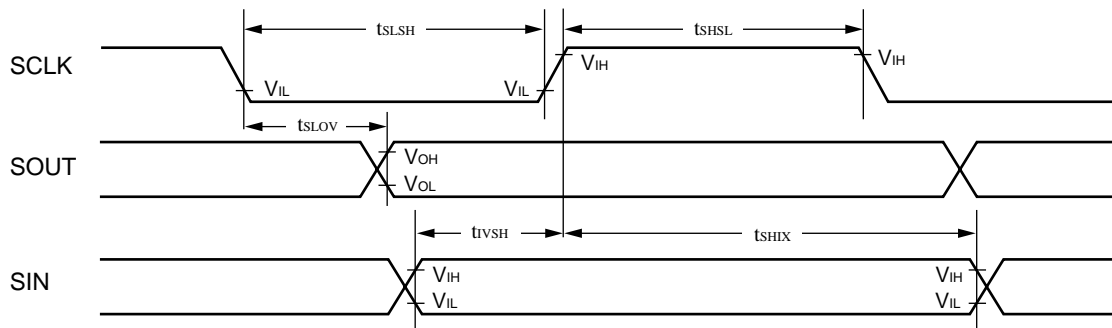 tSLSH tSHSL
SCLK VIH VIH
VIL VIL
tSLOV
SOUT VOH
VOL
tIVSH tSHIX
SIN VIH VIH
VIL VIL